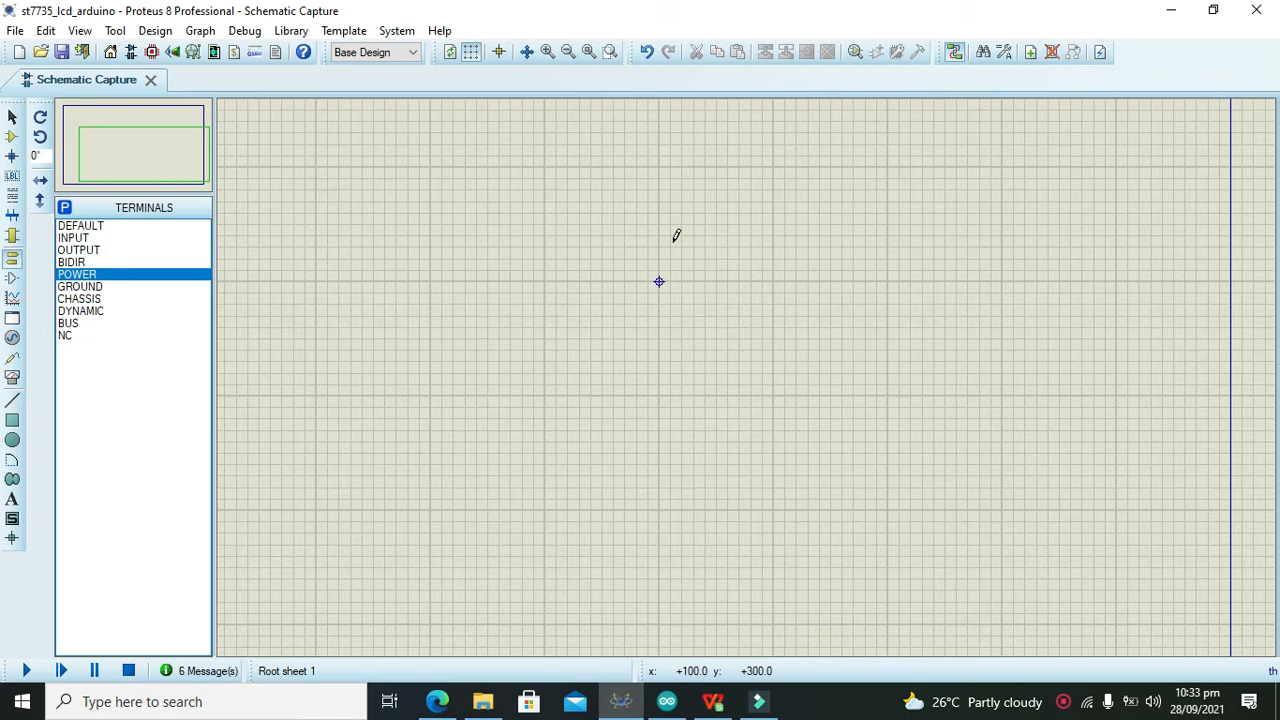 st7735_lcd_arduino - Proteus 8 Professional - Schematic Capture
File Edit View Tool Design Graph Debug Library Template System Help
Base Design
Schematic Capture
0°
LBL
P TERMINALS
DEFAULT
INPUT
OUTPUT
BIDIR
POWER
GROUND
CHASSIS
DYNAMIC
BUS
NC
A
S
6 Message(s) Root sheet 1 x: +100.0 y: +300.0 th
Type here to search 26°C Partly cloudy 10:33 pm
28/09/2021